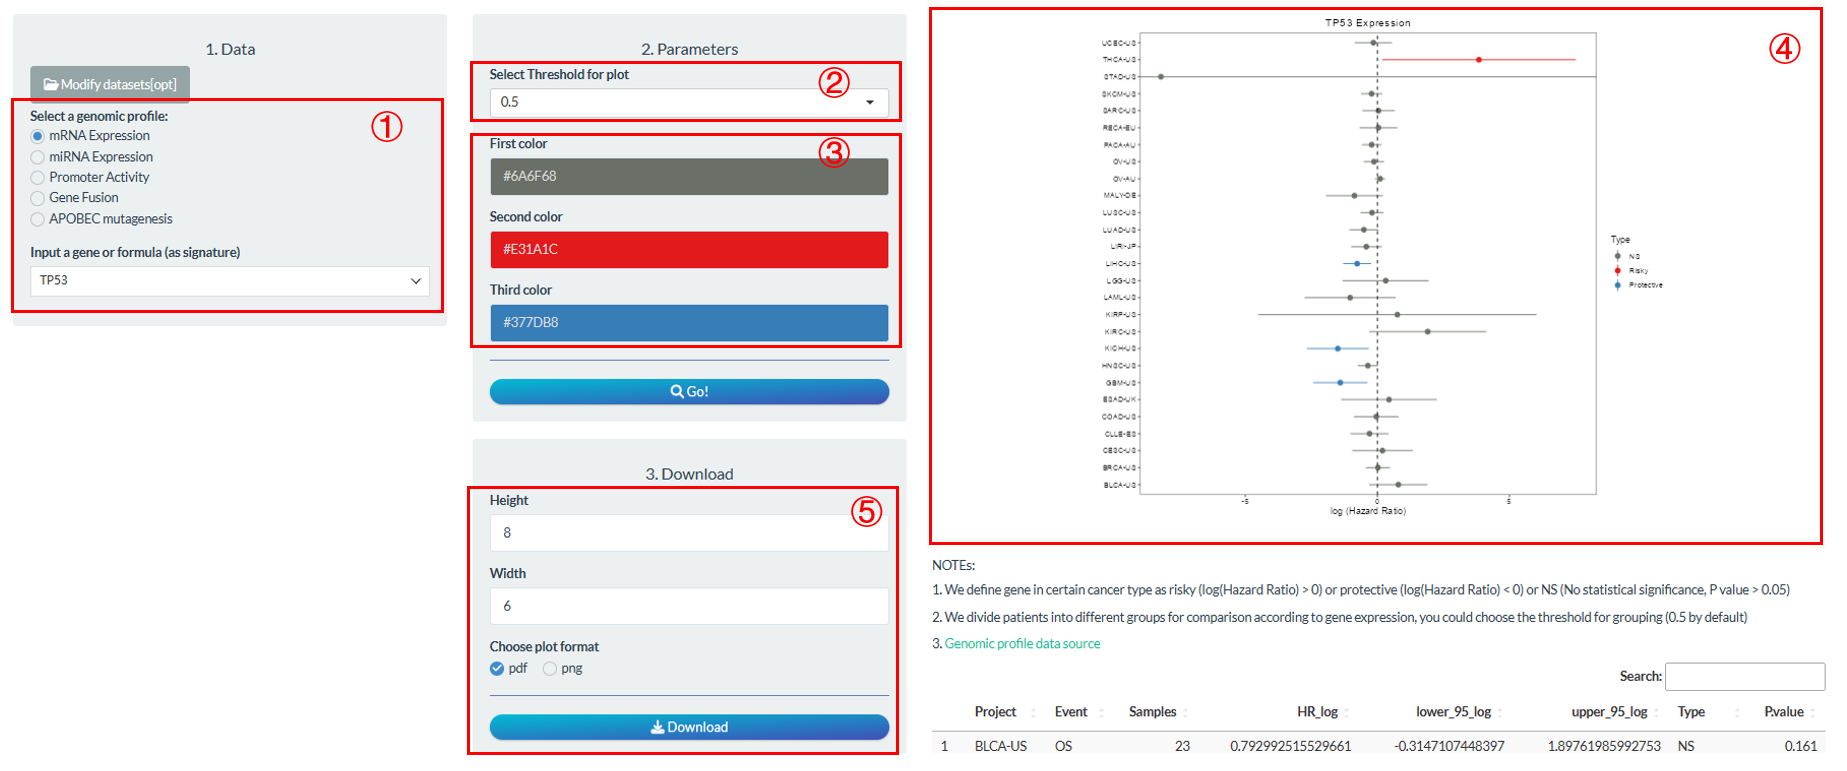 1. Data
Modify datasets[opt]
①
Select a genomic profile:
mRNA Expression
miRNA Expression
Promoter Activity
Gene Fusion
APOBEC mutagenesis
Input a gene or formula (as signature)
TP53
2. Parameters
②
Select Threshold for plot
0.5
③
First color
#6A6F68
Second color
#E31A1C
Third color
#377DB8
Go!
3. Download
⑤
Height
8
Width
6
Choose plot format
pdf png
Download
④
TP53 Expression
UCEC-US
THCA-US
STAD-US
SKCM-US
SARC-US
RECA-EU
PACA-AU
OV-US
OV-AU
MALY-DE
LUSC-US
LUAD-US
LIRI-JP
LIHC-US
LGG-US
LAML-US
KIRP-US
KIRC-US
KICH-US
HNSC-US
GBM-US
ESAD-UK
COAD-US
CLLE-ES
CESC-US
BRCA-US
BLCA-US
-5 0 5
log (Hazard Ratio)
Type
NS
Risky
Protective
NOTEs:
1. We define gene in certain cancer type as risky (log(Hazard Ratio) > 0) or protective (log(Hazard Ratio) < 0) or NS (No statistical significance, P value > 0.05)
2. We divide patients into different groups for comparison according to gene expression, you could choose the threshold for grouping (0.5 by default)
3. Genomic profile data source
Search:
Project Event Samples HR_log lower_95_log upper_95_log Type P.value
1 BLCA-US OS 23 0.792992515529661 -0.3147107448397 1.89761985992753 NS 0.161